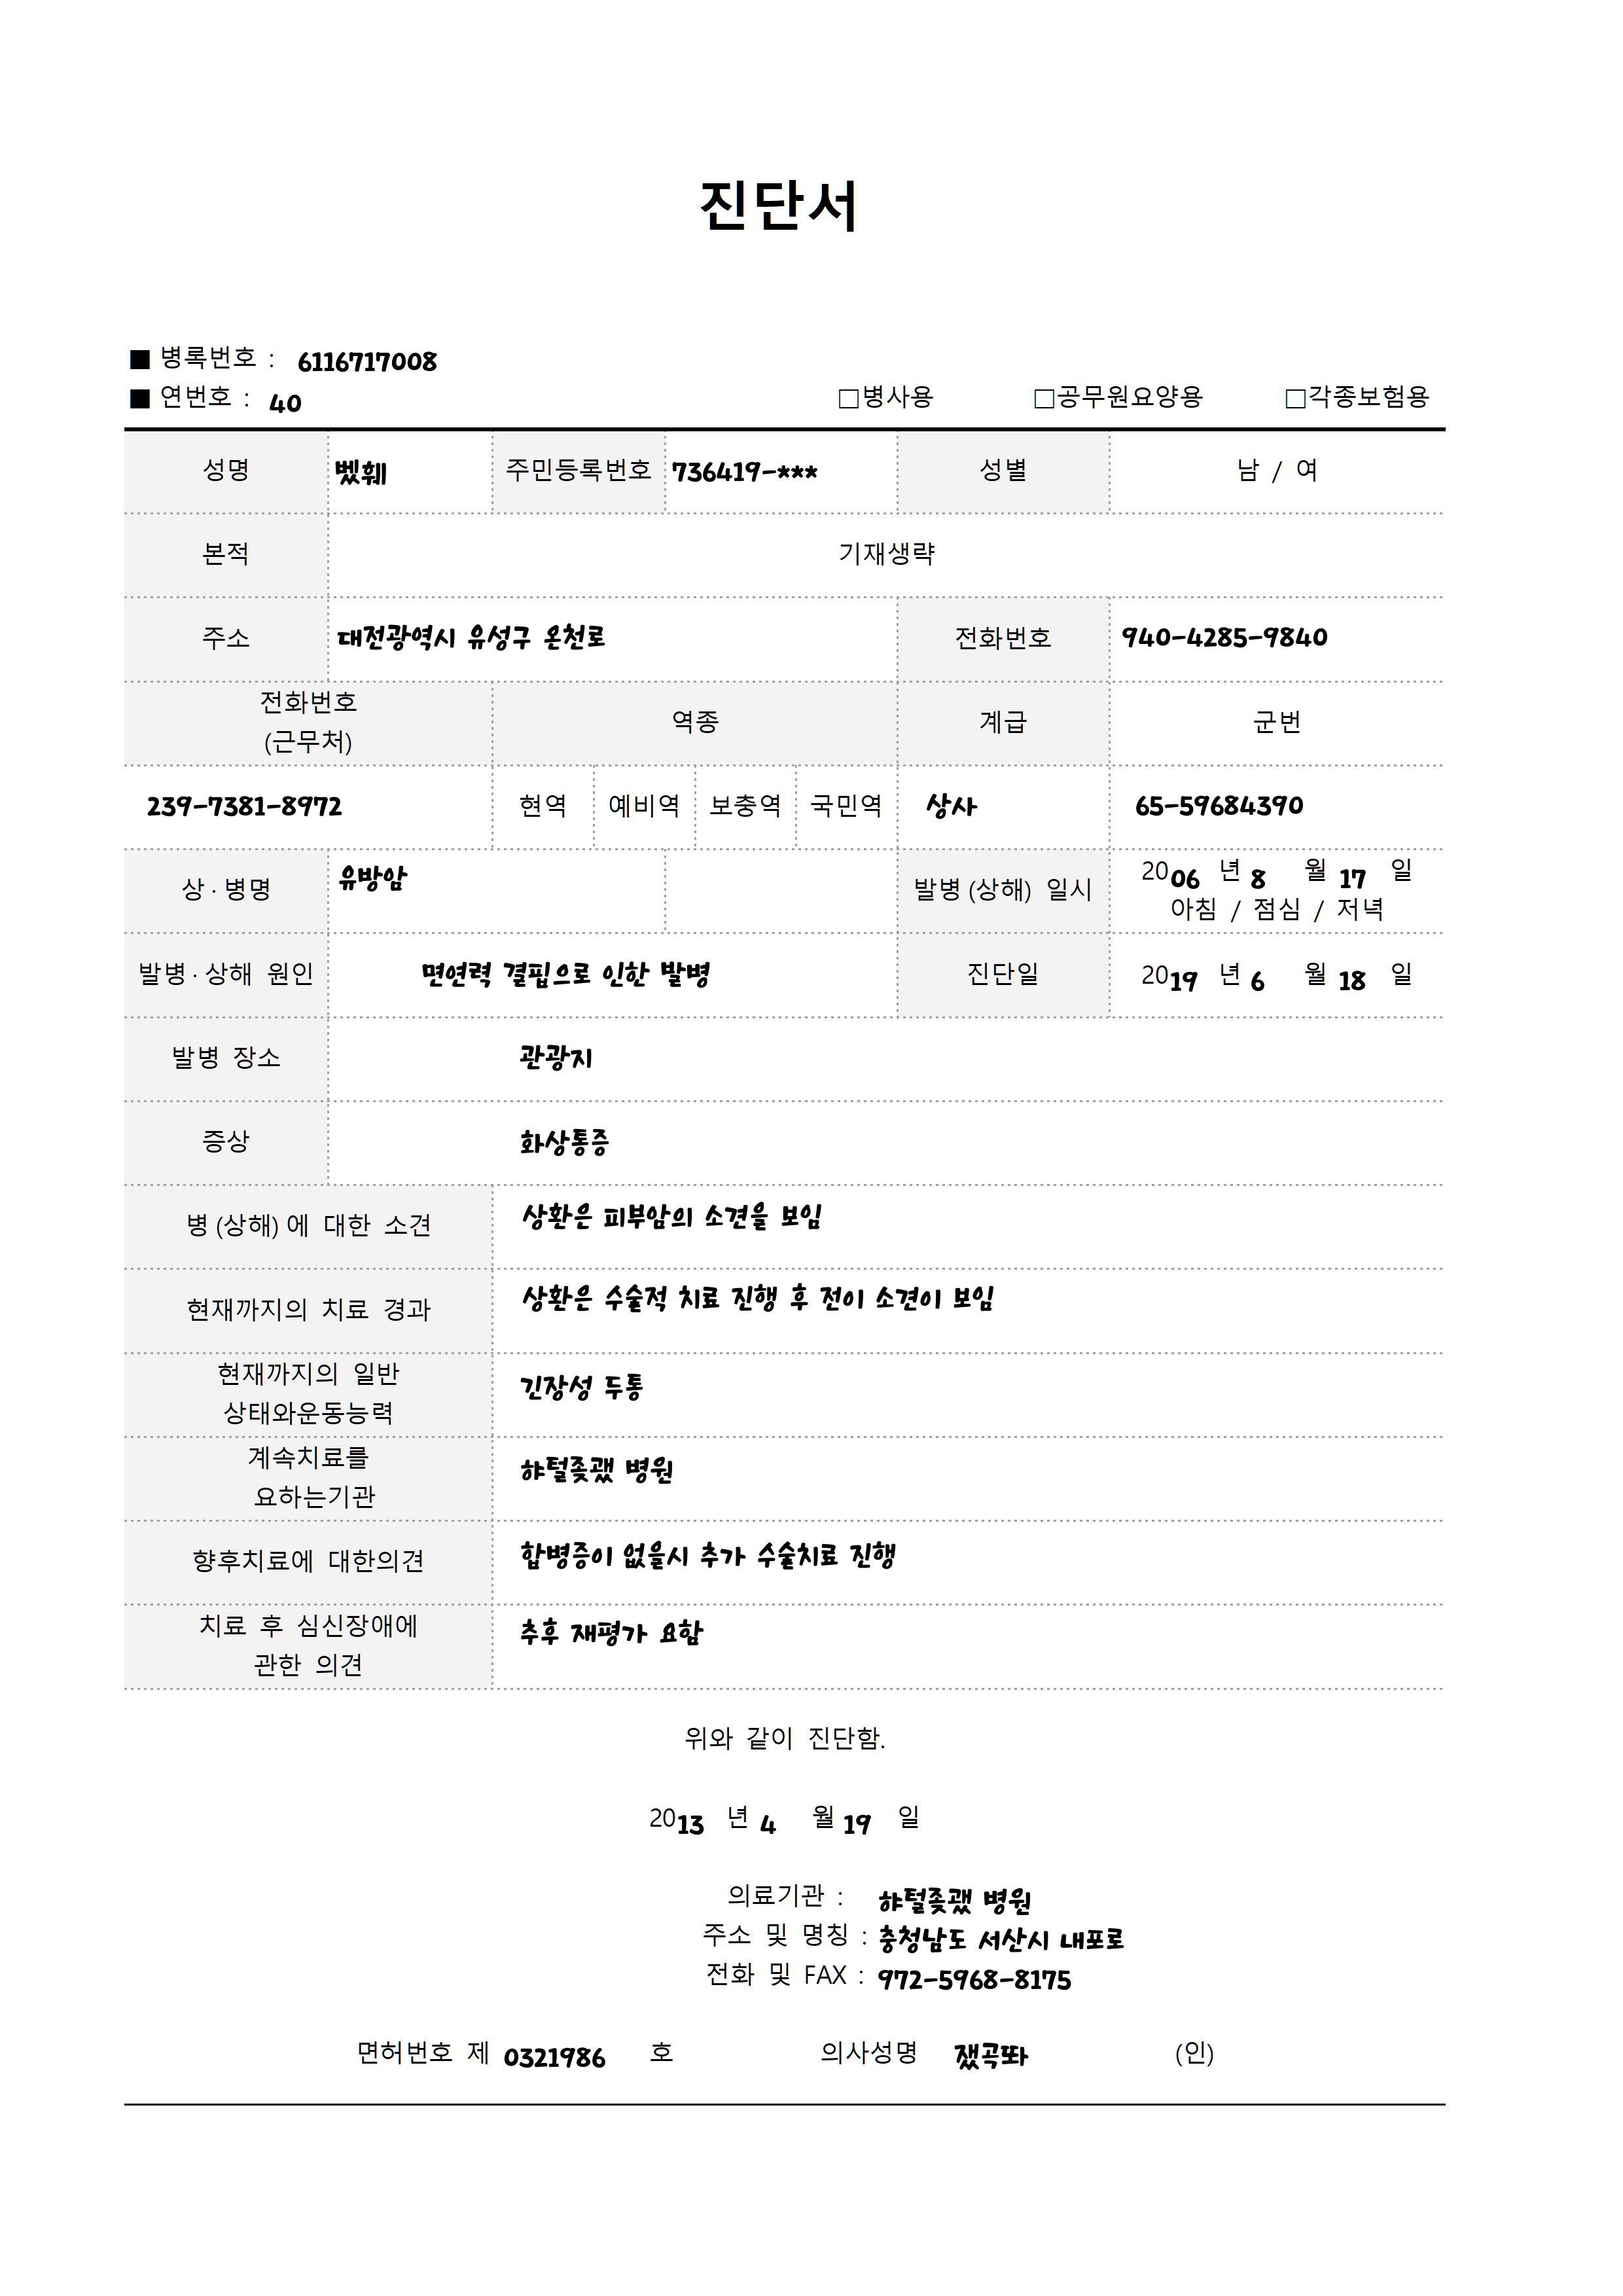 진단서
■ 병록번호 : 6116717008
■ 연번호 : 40 □병사용 □공무원요양용 □각종보험용
성명 벴훼 주민등록번호 736419-*** 성별 남 / 여
본적 기재생략
주소 대전광역시 유성구 온천로 전화번호 940-4285-9840
전화번호
(근무처) 역종 계급 군번
239-7381-8972 현역 예비역 보충역 국민역 상사 65-59684390
상·병명 유방암 발병(상해) 일시 2006 년 8 월 17 일
아침 / 점심 / 저녁
발병·상해 원인 면연력 결핍으로 인한 발병 진단일 2019 년 6 월 18 일
발병 장소 관광지
증상 화상통증
병(상해)에 대한 소견 상환은 피부암의 소견을 보임
현재까지의 치료 경과 상환은 수술적 치료 진행 후 전이 소견이 보임
현재까지의 일반
상태와운동능력 긴장성 두통
계속치료를
요하는기관 햐털좆괬 병원
향후치료에 대한의견 합병증이 없을시 추가 수술치료 진행
치료 후 심신장애에
관한 의견 추후 재평가 요함
위와 같이 진단함.
2013 년 4 월 19 일
의료기관 : 햐털좆괬 병원
주소 및 명칭 : 충청남도 서산시 내포로
전화 및 FAX : 972-5968-8175
면허번호 제 0321986 호 의사성명 쟀곡똬 (인)